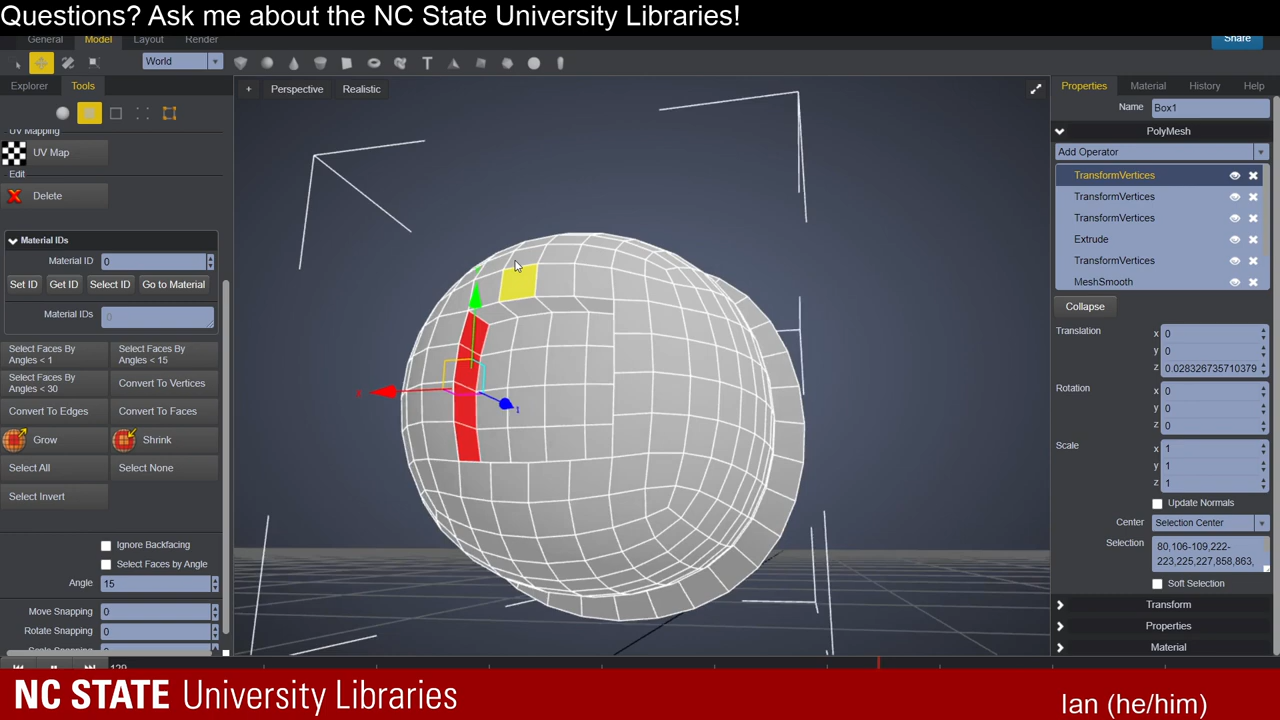 Questions? Ask me about the NC State University Libraries!
General Model Layout Render Share
World
Explorer Tools
+ Perspective Realistic
Properties Material History Help
Name Box1
PolyMesh
Add Operator
TransformVertices
TransformVertices
TransformVertices
Extrude
TransformVertices
MeshSmooth
Collapse
Translation x 0
y 0
z 0.028326735710379
Rotation x 0
y 0
z 0
Scale x 1
y 1
z 1
Update Normals
Center Selection Center
Selection 80,106-109,222-
223,225,227,858,863,
Soft Selection
Transform
Properties
Material
UV Mapping
UV Map
Edit
Delete
Material IDs
Material ID 0
Set ID Get ID Select ID Go to Material
Material IDs 0
Select Faces By
Angles < 1
Select Faces By
Angles < 15
Select Faces By
Angles < 30
Convert To Vertices
Convert To Edges Convert To Faces
Grow Shrink
Select All Select None
Select Invert
Ignore Backfacing
Select Faces by Angle
Angle 15
Move Snapping 0
Rotate Snapping 0
129
NC STATE University Libraries
Ian (he/him)